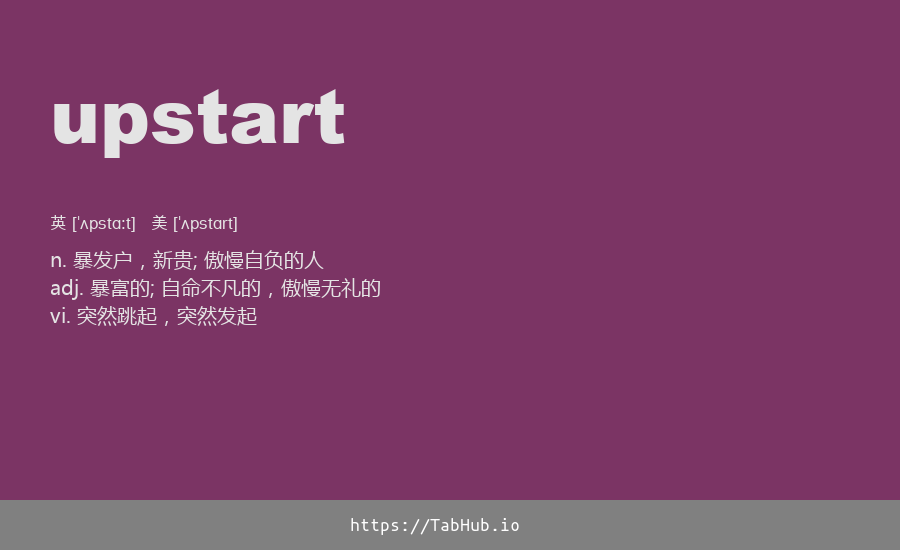 upstart
英 [ˈʌpstɑːt] 美 [ˈʌpstart]
n. 暴发户，新贵; 傲慢自负的人
adj. 暴富的; 自命不凡的，傲慢无礼的
vi. 突然跳起，突然发起
https://TabHub.io